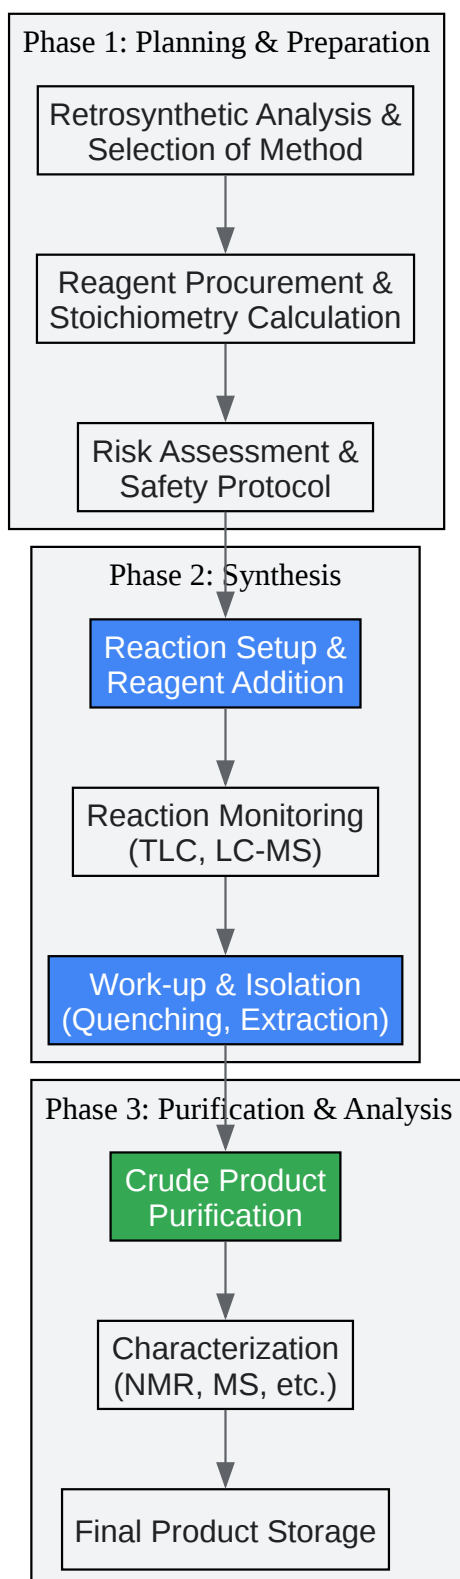 Phase 1: Planning & Preparation
Retrosynthetic Analysis &
Selection of Method
Reagent Procurement &
Stoichiometry Calculation
Risk Assessment &
Safety Protocol
Phase 2: Synthesis
Reaction Setup &
Reagent Addition
Reaction Monitoring
(TLC, LC-MS)
Work-up & Isolation
(Quenching, Extraction)
Phase 3: Purification & Analysis
Crude Product
Purification
Characterization
(NMR, MS, etc.)
Final Product Storage